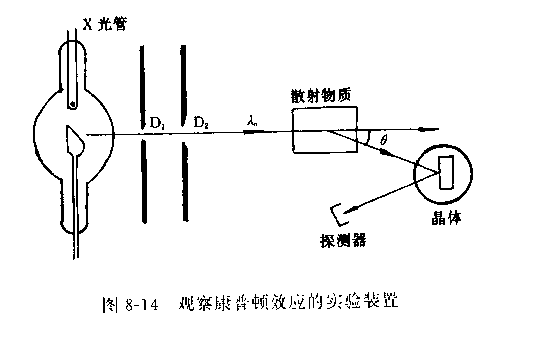 X 光管
散射物质
D₁ D₂ λ₀
θ
晶体
探测器
图 8-14 观察康普顿效应的实验装置